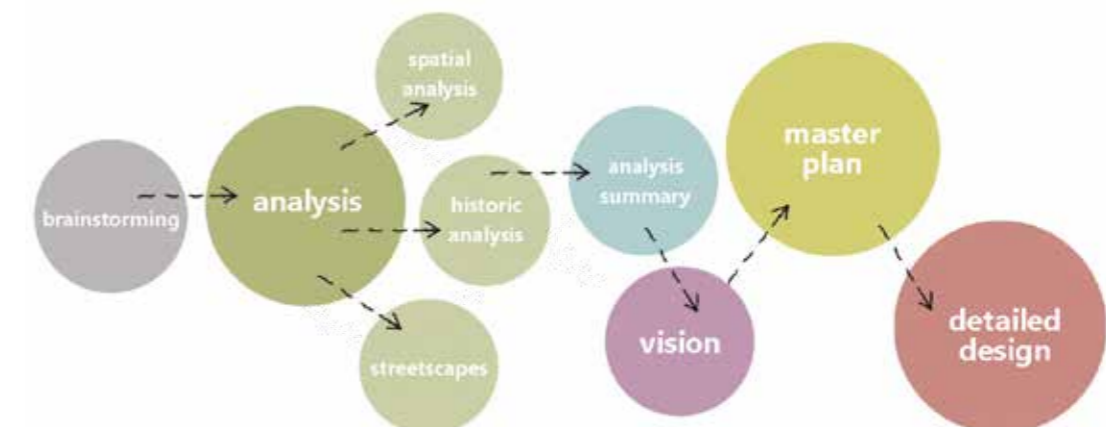 brainstorming
analysis
spatial
analysis
historic
analysis
streetscapes
analysis
summary
vision
master
plan
detailed
design